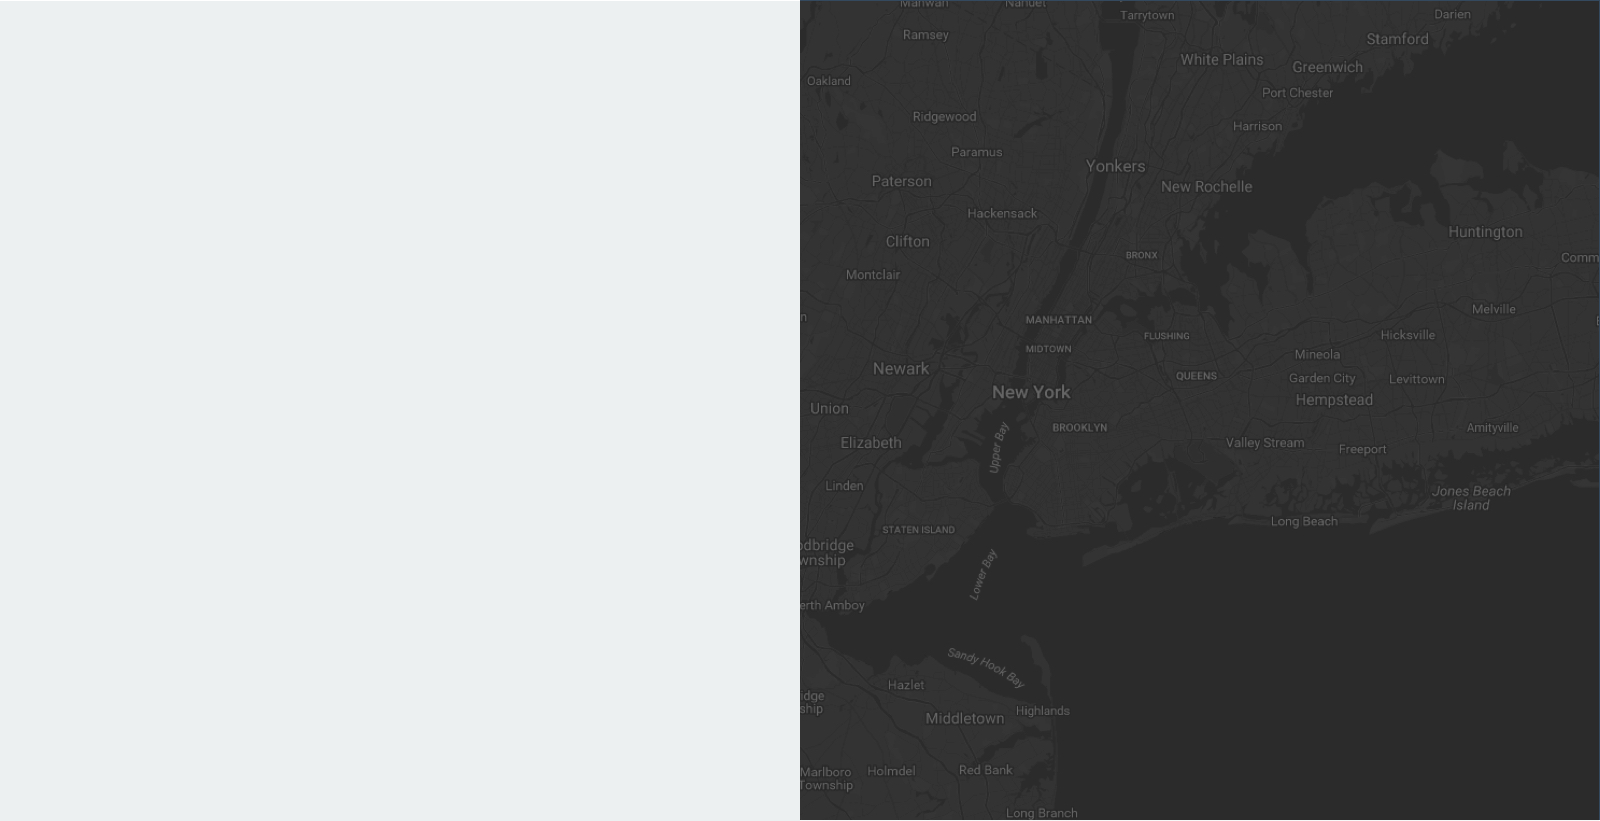 Mahwah
Nanuet
Tarrytown
Darien
Ramsey
Stamford
White Plains
Greenwich
Oakland
Port Chester
Ridgewood
Harrison
Paramus
Yonkers
Paterson
New Rochelle
Hackensack
Huntington
Clifton
BRONX
Comm
Montclair
Melville
n
MANHATTAN
FLUSHING
Hicksville
MIDTOWN
Mineola
Newark
QUEENS
Garden City
Levittown
New York
Hempstead
Union
BROOKLYN
Amityville
Elizabeth
Upper Bay
Valley Stream
Freeport
Linden
Jones Beach
Island
Long Beach
STATEN ISLAND
odbridge
wnship
Lower Bay
erth Amboy
Sandy Hook Bay
Hazlet
idge
ship
Highlands
Middletown
Marlboro
Township
Holmdel
Red Bank
Long Branch